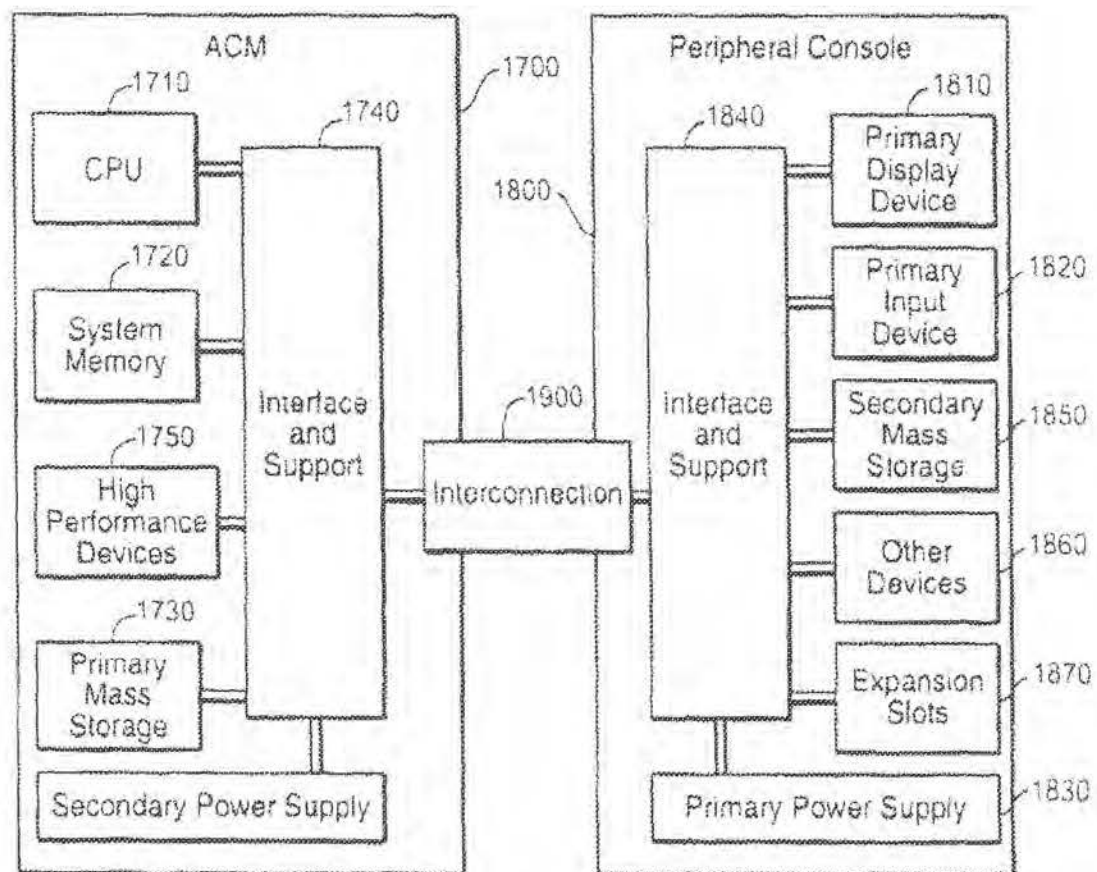 ACM
1700
1710
CPU
1720
System
Memory
1750
High
Performance
Devices
1730
Primary
Mass
Storage
1740
Interface
and
Support
Secondary Power Supply
1900
Interconnection
Peripheral Console
1800
1840
Interface
and
Support
1810
Primary
Display
Device
1820
Primary
Input
Device
1850
Secondary
Mass
Storage
1860
Other
Devices
1870
Expansion
Slots
1830
Primary Power Supply